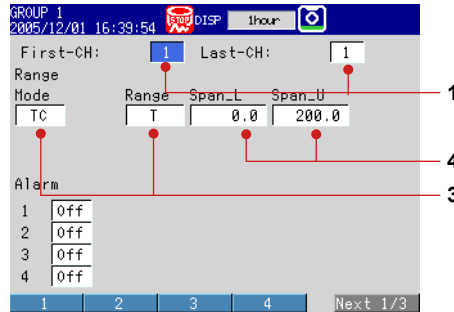 GROUP 1
2005/12/01 16:39:54 STOP DISP 1hour
First-CH: 1 Last-CH: 1
Range
Mode Range Span_L Span_U
TC T 0.0 200.0
Alarm
1 Off
2 Off
3 Off
4 Off
1 2 3 4 Next 1/3
1
4
3